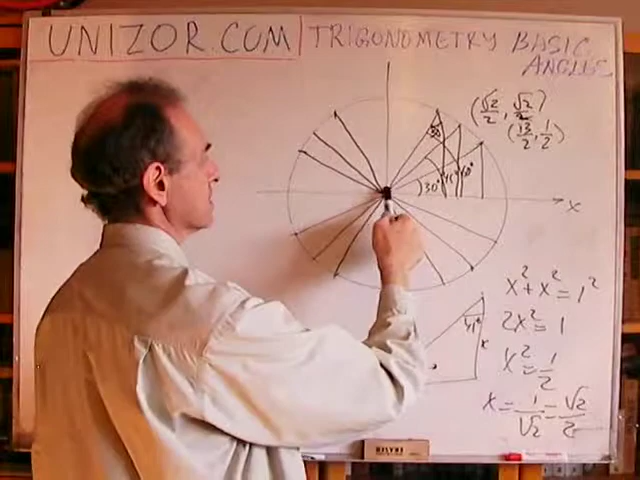 UNIZOR.COM
TRIGONOMETRY BASIC
ANGLES
(√2/2, √2/2)
(√3/2, 1/2)
30° 45° 60°
x
x² + x² = 1²
2x² = 1
x² = 1/2
x
x = 1/√2 = √2/2